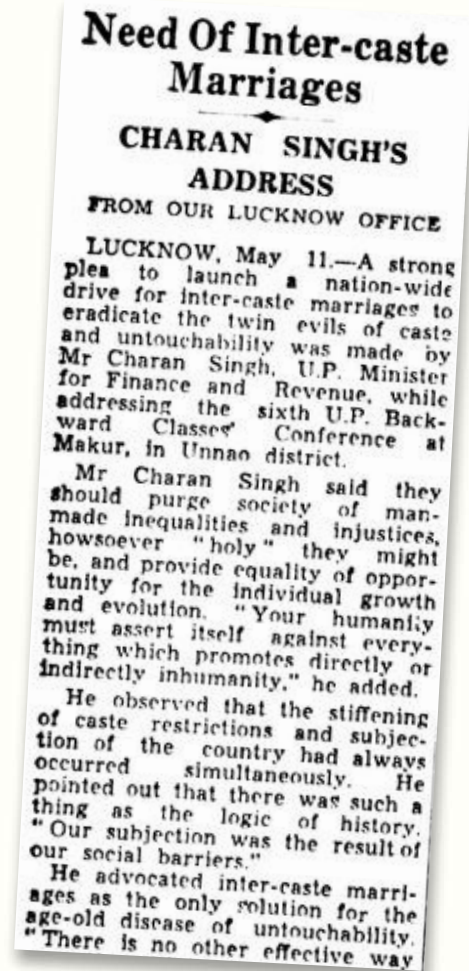 Need Of Inter-caste
Marriages
CHARAN SINGH'S
ADDRESS
FROM OUR LUCKNOW OFFICE
LUCKNOW, May 11.—A strong
plea to launch a nation-wide
drive for inter-caste marriages to
eradicate the twin evils of caste
and untouchability was made by
Mr Charan Singh, U.P. Minister
for Finance and Revenue, while
addressing the sixth U.P. Back-
ward Classes' Conference at
Makur, in Unnao district.
Mr Charan Singh said they
should purge society of man-
made inequalities and injustices,
howsoever "holy" they might
be, and provide equality of oppor-
tunity for the individual growth
and evolution. "Your humanity
must assert itself against every-
thing which promotes directly or
indirectly inhumanity," he added.
He observed that the stiffening
of caste restrictions and subjec-
tion of the country had always
occurred simultaneously. He
pointed out that there was such a
thing as the logic of history.
"Our subjection was the result of
our social barriers."
He advocated inter-caste marri-
ages as the only solution for the
age-old disease of untouchability.
"There is no other effective way